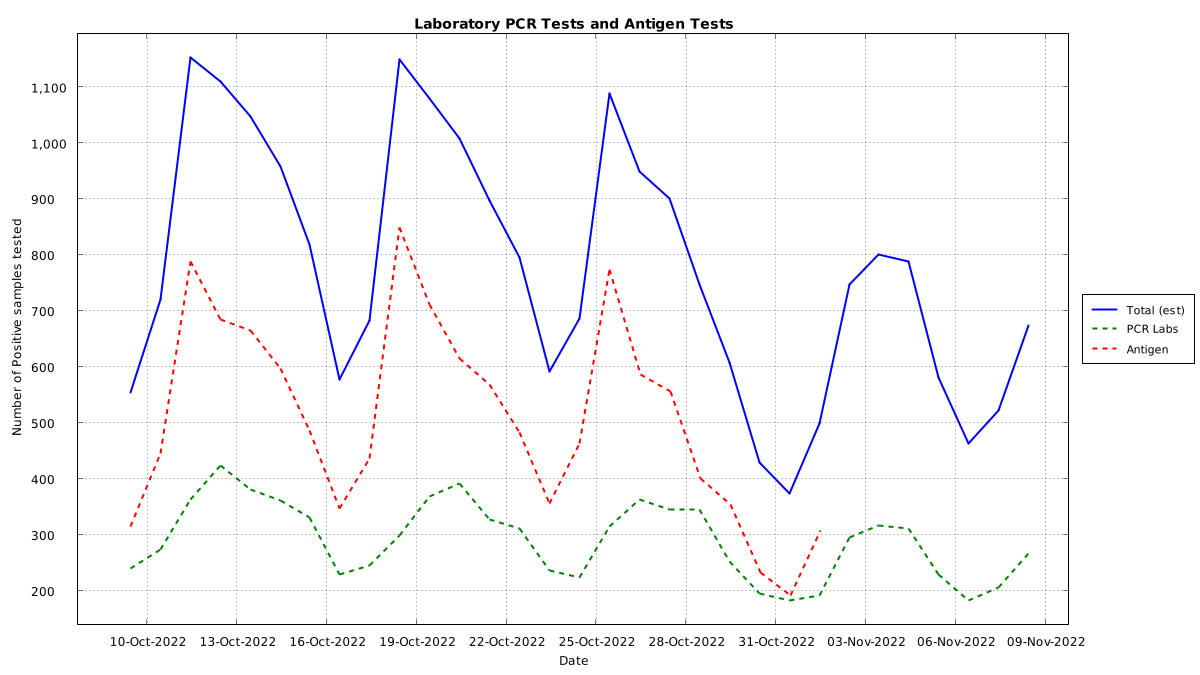 Laboratory PCR Tests and Antigen Tests
Number of Positive samples tested
1,100
1,000
900
800
700
600
500
400
300
200
10-Oct-2022 13-Oct-2022 16-Oct-2022 19-Oct-2022 22-Oct-2022 25-Oct-2022 28-Oct-2022 31-Oct-2022 03-Nov-2022 06-Nov-2022 09-Nov-2022
Date
Total (est)
PCR Labs
Antigen